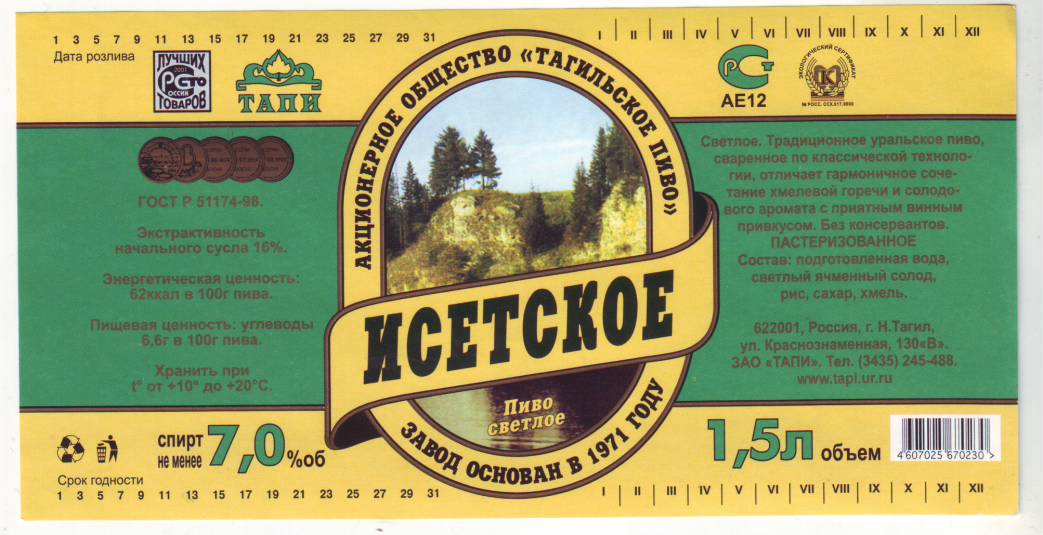 1 3 5 7 9 11 13 15 17 19 21 23 25 27 29 31
I II III IV V VI VII VIII IX X XI XII
Дата розлива
ЛУЧШИХ
2001
РОССИИ
ТОВАРОВ
ТАПИ
АКЦИОНЕРНОЕ ОБЩЕСТВО «ТАГИЛЬСКОЕ ПИВО»
АЕ12
ЭКОЛОГИЧЕСКИЙ СЕРТИФИКАТ
ГОСТ Р 51174-98.
Экстрактивность
начального сусла 16%.
Энергетическая ценность:
62ккал в 100г пива.
Пищевая ценность: углеводы
6,6г в 100г пива.
Хранить при
t° от +10° до +20°С.
ИСЕТСКОЕ
Пиво
светлое
ЗАВОД ОСНОВАН В 1971 ГОДУ
Светлое. Традиционное уральское пиво,
сваренное по классической техноло-
гии, отличает гармоничное соче-
тание хмелевой горечи и солодо-
вого аромата с приятным винным
привкусом. Без консервантов.
ПАСТЕРИЗОВАННОЕ
Состав: подготовленная вода,
светлый ячменный солод,
рис, сахар, хмель.
622001, Россия, г. Н.Тагил,
ул. Краснознаменная, 130«В».
ЗАО «ТАПИ». Тел. (3435) 245-488.
www.tapi.ur.ru
спирт
не менее 7,0 %об
1,5л объем
4607025 670230 >
Срок годности
1 3 5 7 9 11 13 15 17 19 21 23 25 27 29 31
I II III IV V VI VII VIII IX X XI XII